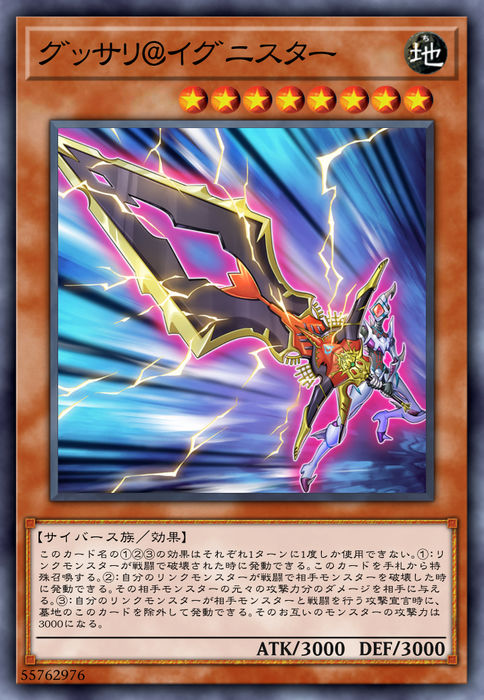 グッサリ@イグニスター
ち
地
【サイバース族/効果】
このカード名の①②③の効果はそれぞれ1ターンに1度しか使用できない。①:リ
ンクモンスターが戦闘で破壊された時に発動できる。このカードを手札から特
殊召喚する。②:自分のリンクモンスターが戦闘で相手モンスターを破壊した時
に発動できる。その相手モンスターの元々の攻撃力分のダメージを相手に与え
る。③:自分のリンクモンスターが相手モンスターと戦闘を行う攻撃宣言時に、
墓地のこのカードを除外して発動できる。そのお互いのモンスターの攻撃力は
3000になる。
ATK/3000 DEF/3000
55762976